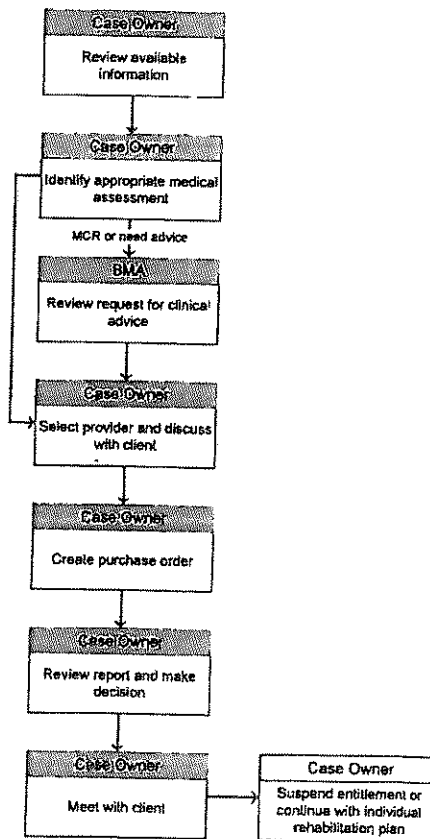 Case Owner
Review available
information
Case Owner
Identify appropriate medical
assessment
MCR or need advice
BMA
Review request for clinical
advice
Case Owner
Select provider and discuss
with client
Case Owner
Create purchase order
Case Owner
Review report and make
decision
Case Owner
Meet with client
Case Owner
Suspend entitlement or
continue with individual
rehabilitation plan